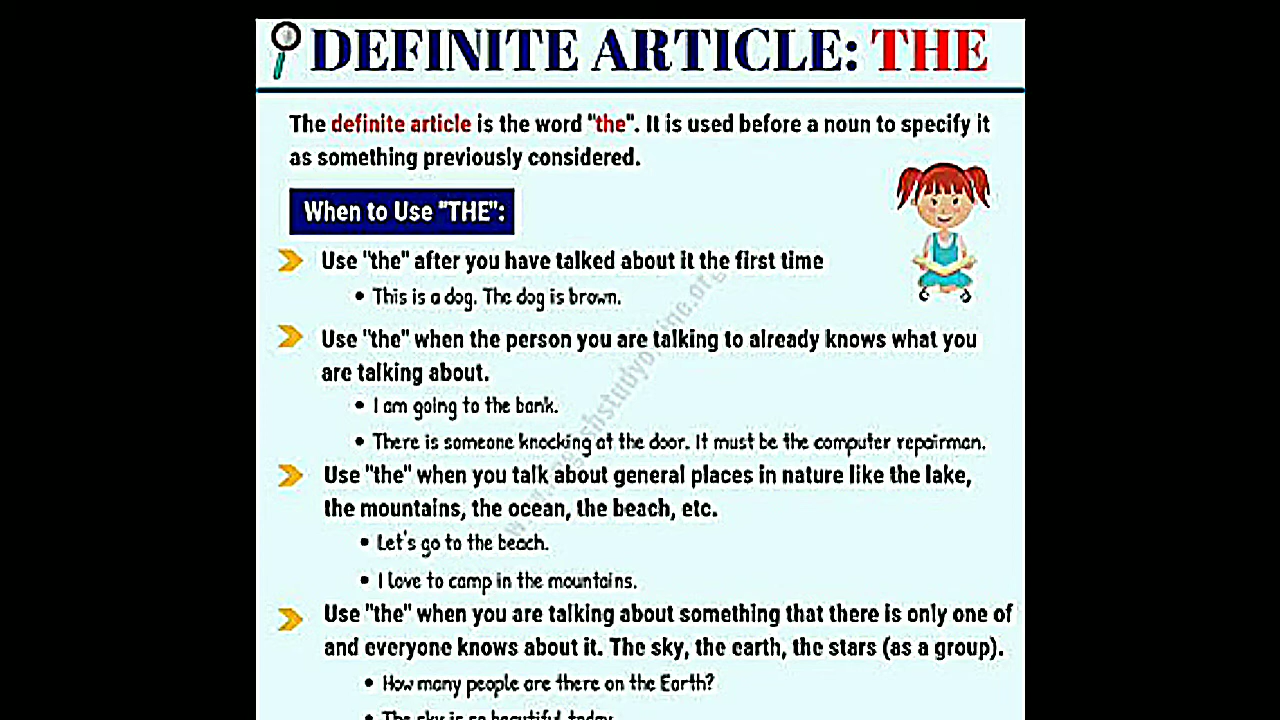 DEFINITE ARTICLE: THE
The definite article is the word "the". It is used before a noun to specify it
as something previously considered.
When to Use "THE":
Use "the" after you have talked about it the first time
• This is a dog. The dog is brown.
Use "the" when the person you are talking to already knows what you
are talking about.
• I am going to the bank.
• There is someone knocking at the door. It must be the computer repairman.
Use "the" when you talk about general places in nature like the lake,
the mountains, the ocean, the beach, etc.
• Let's go to the beach.
• I love to camp in the mountains.
Use "the" when you are talking about something that there is only one of
and everyone knows about it. The sky, the earth, the stars (as a group).
• How many people are there on the Earth?
• The sky is so beautiful today